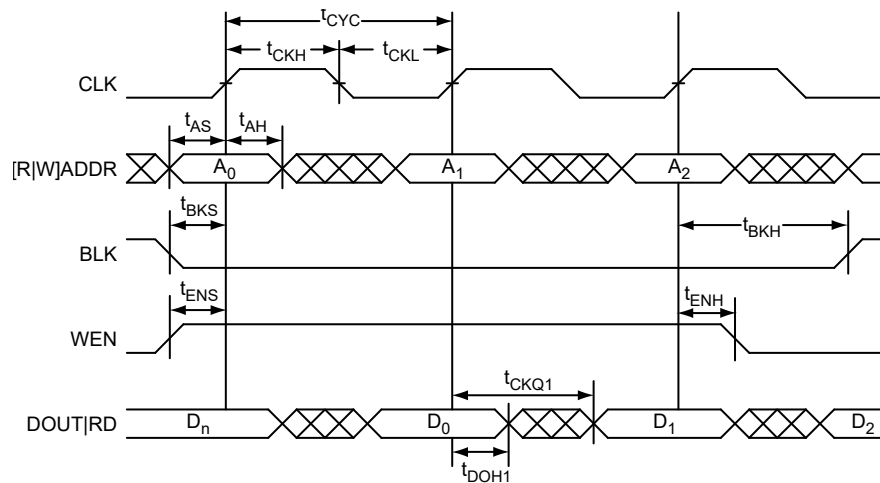 tCYC
tCKH tCKL
CLK
tAS tAH
[R|W]ADDR A0 A1 A2
tBKS tBKH
BLK
tENS tENH
WEN
tCKQ1
DOUT|RD Dn D0 D1 D2
tDOH1